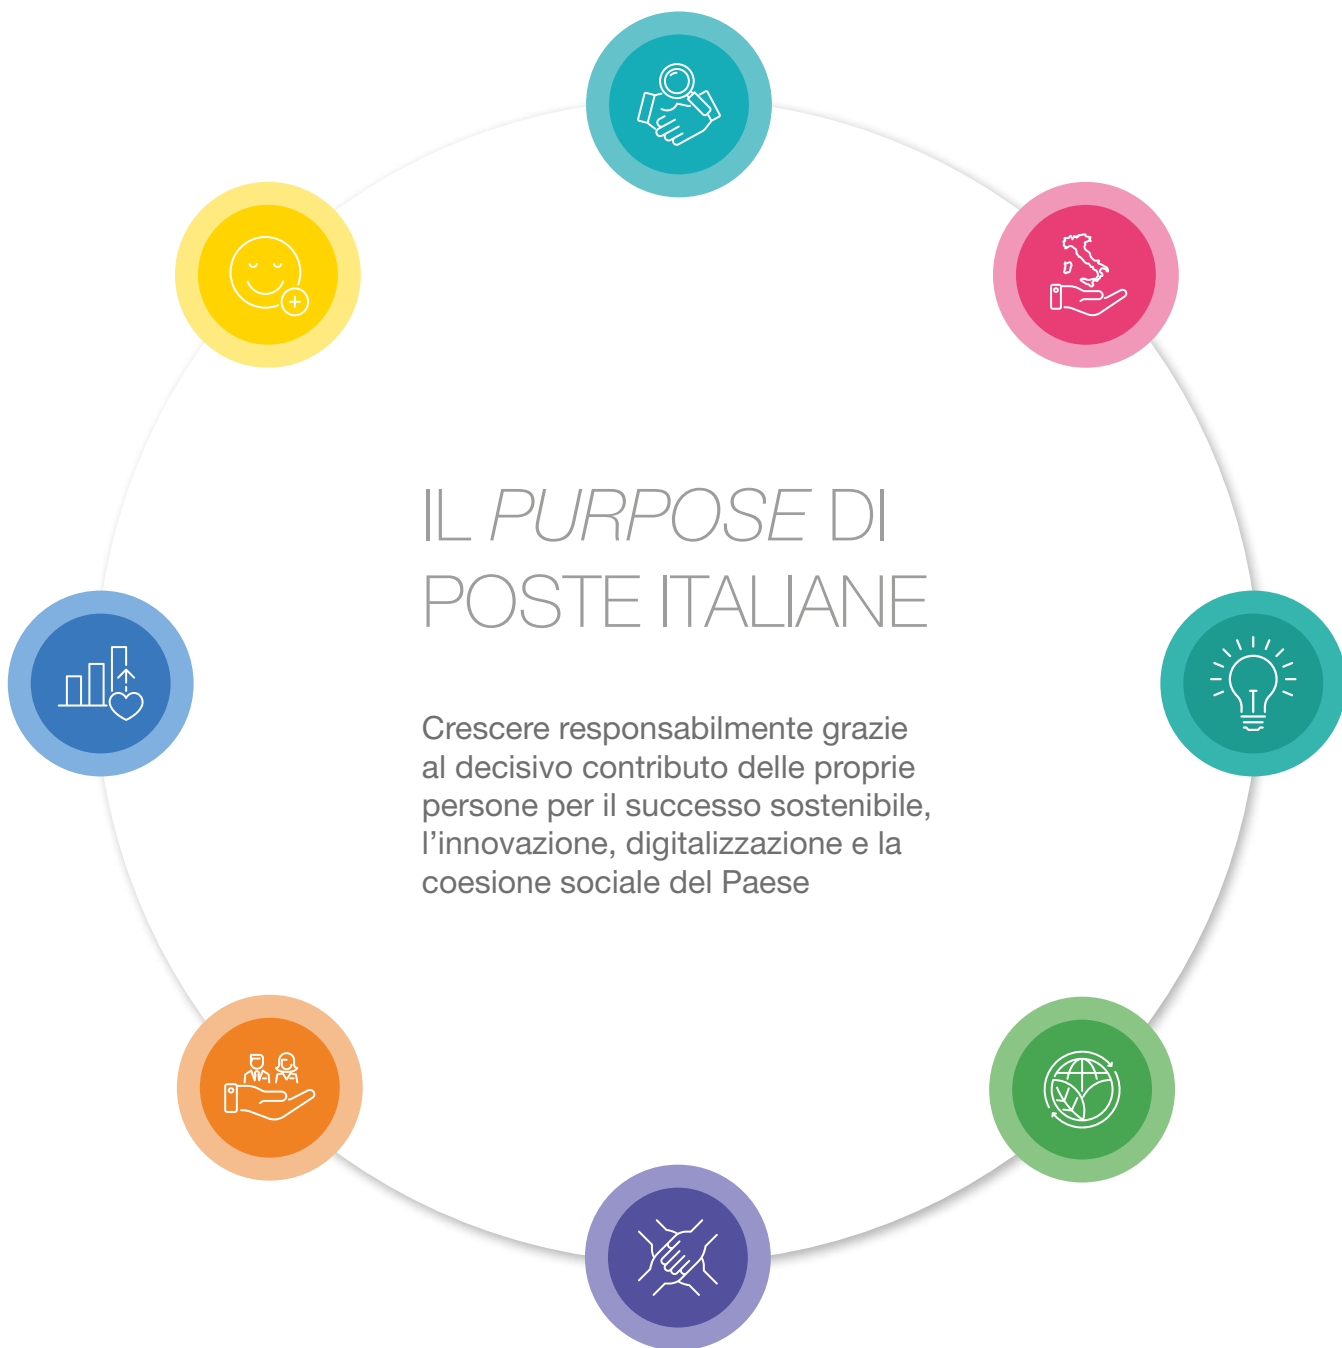 IL PURPOSE DI
POSTE ITALIANE
Crescere responsabilmente grazie
al decisivo contributo delle proprie
persone per il successo sostenibile,
l’innovazione, digitalizzazione e la
coesione sociale del Paese